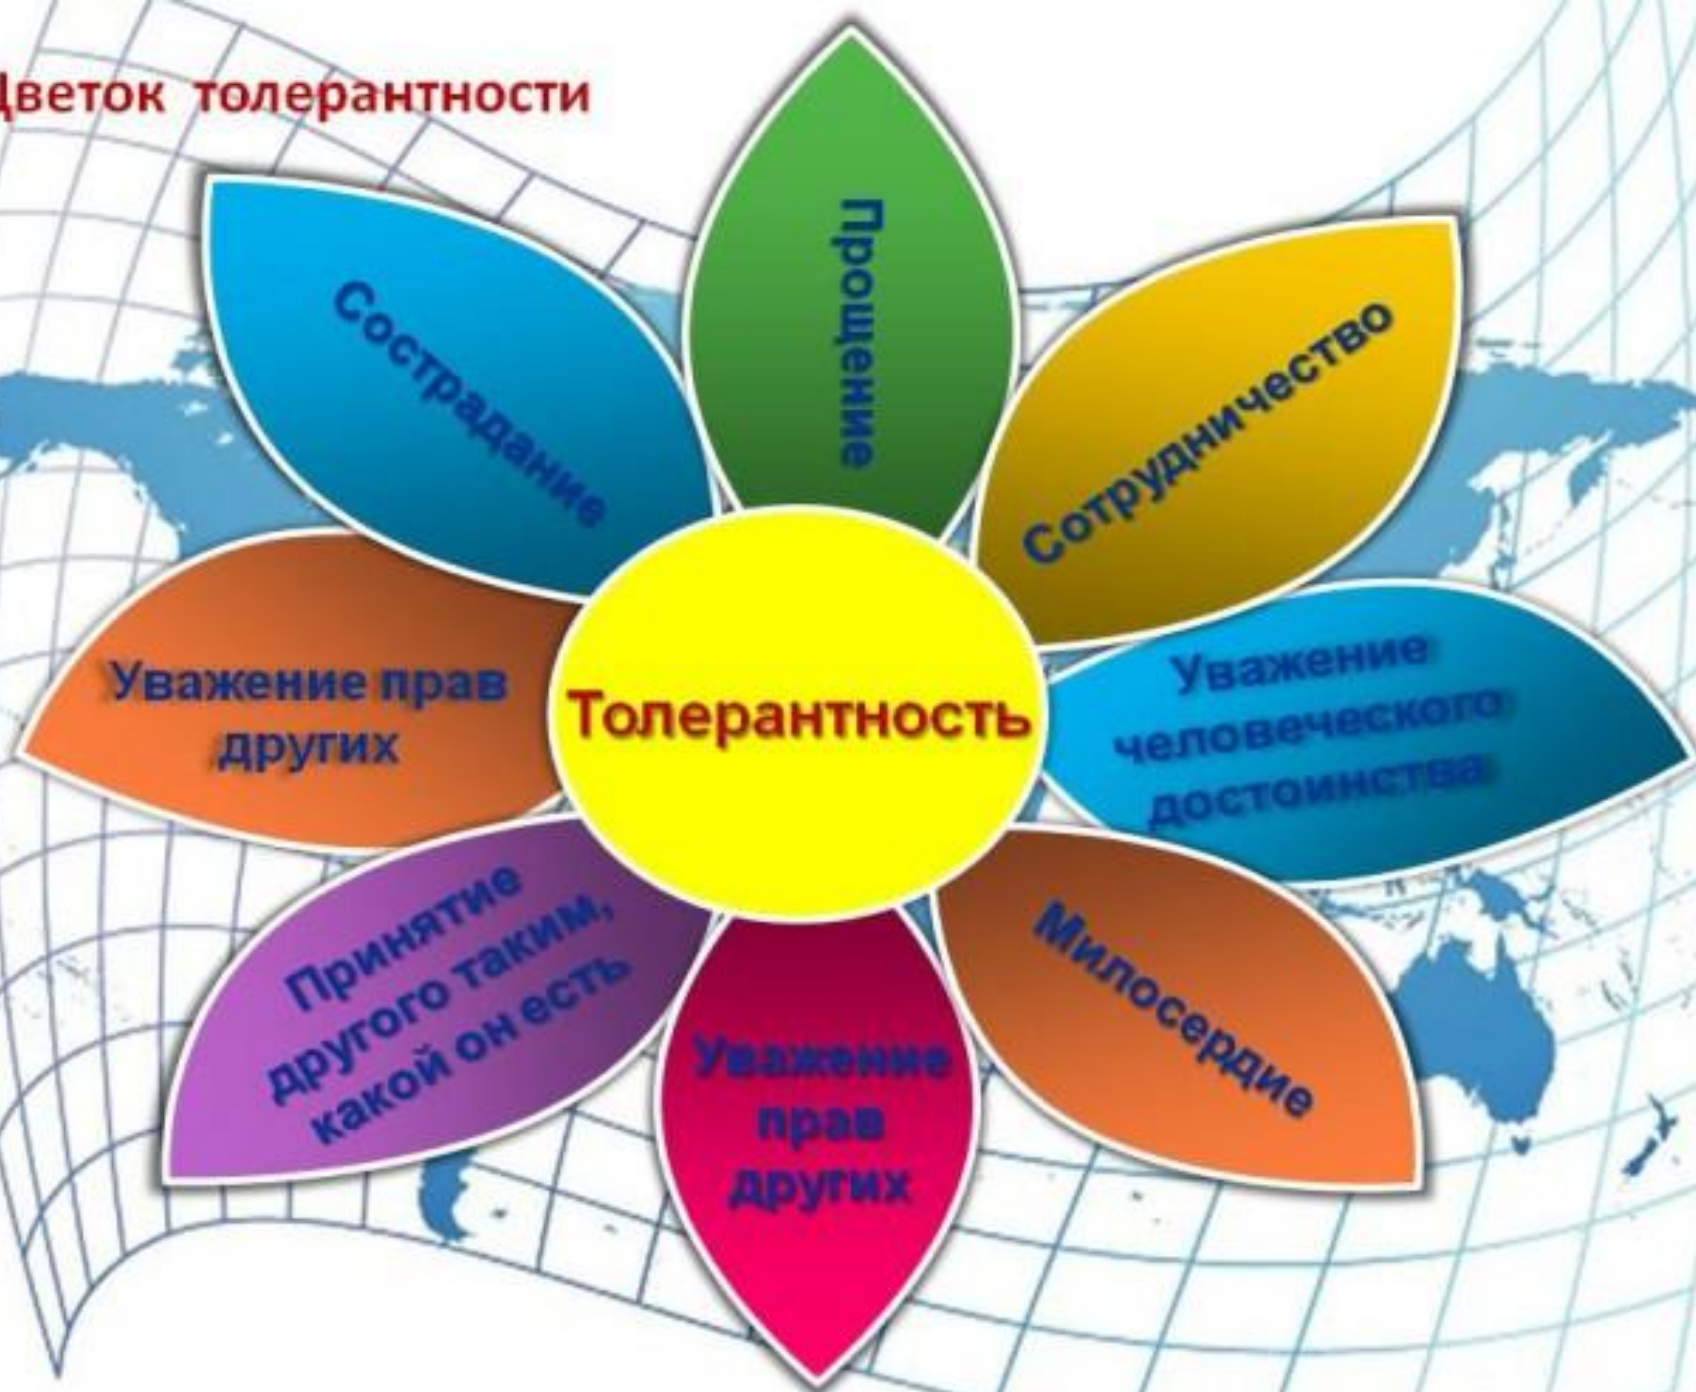 Цветок толерантности
Прощение
Сотрудничество
Уважение
человеческого
достоинства
Милосердие
Уважение
прав
других
Принятие
другого таким,
какой он есть
Уважение прав
других
Сострадание
Толерантность